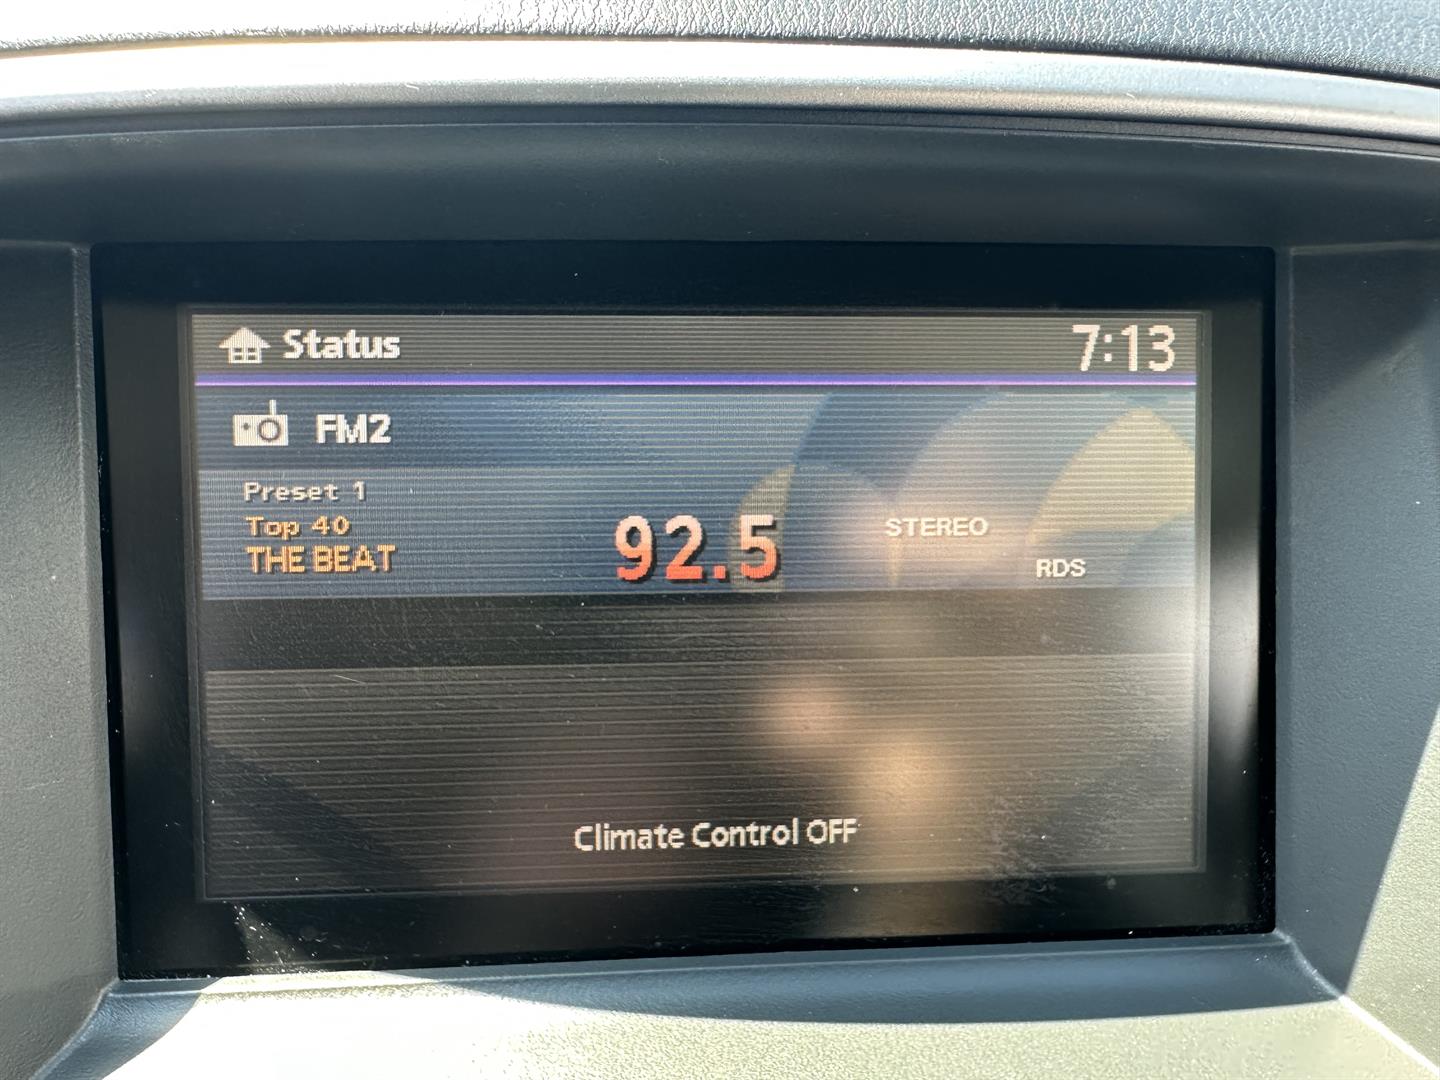 Status
7:13
FM2
Preset 1
Top 40
THE BEAT
92.5
STEREO
RDS
Climate Control OFF